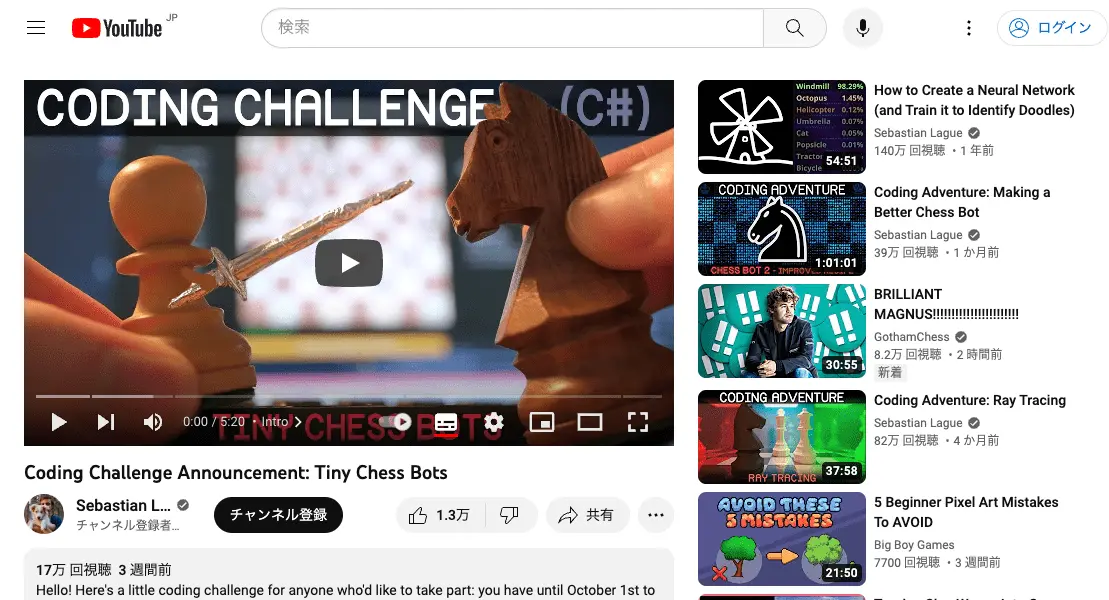 YouTube JP
検索
ログイン
CODING CHALLENGE (C#)
TINY CHESS BOTS
0:00 / 5:20 ・ Intro
Coding Challenge Announcement: Tiny Chess Bots
Sebastian L...
チャンネル登録者...
チャンネル登録
1.3万
共有
17万 回視聴 3 週間前
Hello! Here's a little coding challenge for anyone who'd like to take part: you have until October 1st to
Windmill 98.29%
Octopus 1.45%
Helicopter 0.12%
Umbrella 0.07%
Cat 0.05%
Popsicle 0.01%
Tractor
Bicycle
54:51
How to Create a Neural Network
(and Train it to Identify Doodles)
Sebastian Lague
140万 回視聴 ・1 年前
CODING ADVENTURE
CHESS BOT 2 - IMPROVED
1:01:01
Coding Adventure: Making a
Better Chess Bot
Sebastian Lague
39万 回視聴 ・1 か月前
30:55
BRILLIANT
MAGNUS!!!!!!!!!!!!!!!!!!!!!!!
GothamChess
8.2万 回視聴 ・2 時間前
新着
CODING ADVENTURE
RAY TRACING
37:58
Coding Adventure: Ray Tracing
Sebastian Lague
82万 回視聴 ・4 か月前
AVOID THESE
5 MISTAKES
21:50
5 Beginner Pixel Art Mistakes
To AVOID
Big Boy Games
7700 回視聴 ・3 週間前